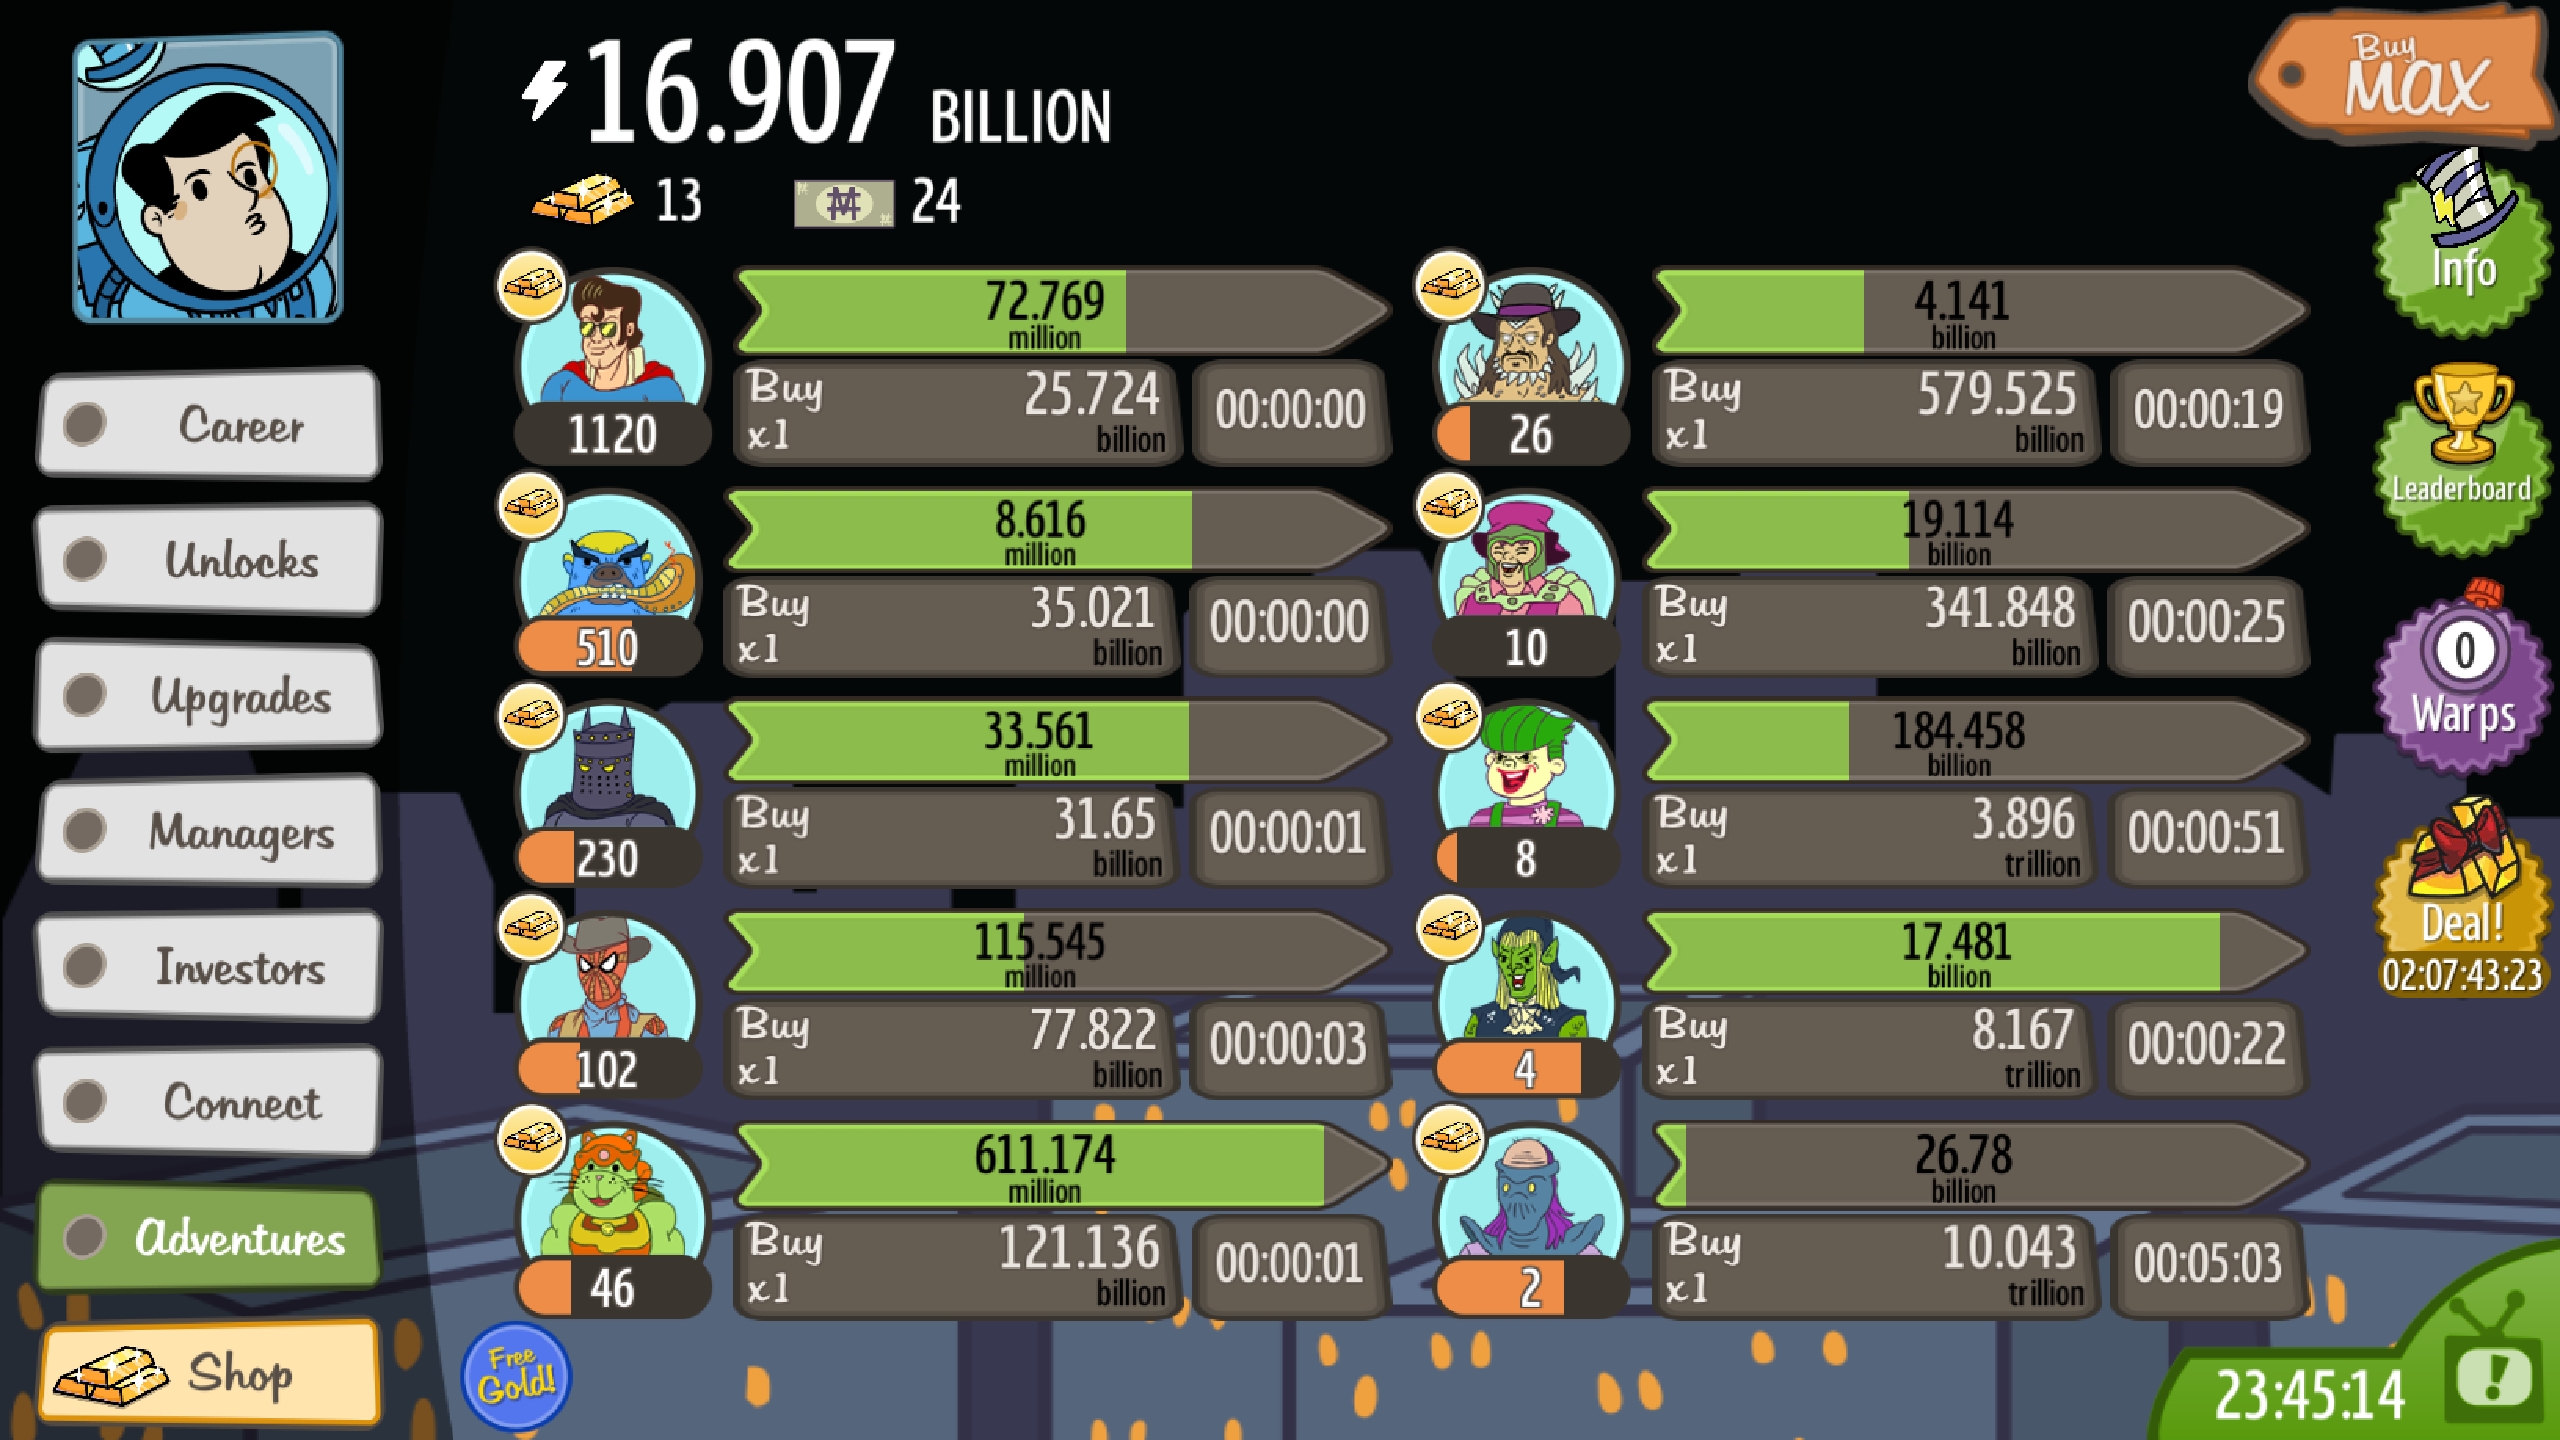 16.907 BILLION
13
24
Buy
MAX
Info
Leaderboard
0
Warps
Deal!
02:07:43:23
Career
Unlocks
Upgrades
Managers
Investors
Connect
Adventures
Shop
72.769
million
1120
Buy
x1
25.724
billion
00:00:00
8.616
million
510
Buy
x1
35.021
billion
00:00:00
33.561
million
230
Buy
x1
31.65
billion
00:00:01
115.545
million
102
Buy
x1
77.822
billion
00:00:03
611.174
million
46
Buy
x1
121.136
billion
00:00:01
4.141
billion
26
Buy
x1
579.525
billion
00:00:19
19.114
billion
10
Buy
x1
341.848
billion
00:00:25
184.458
billion
8
Buy
x1
3.896
trillion
00:00:51
17.481
billion
4
Buy
x1
8.167
trillion
00:00:22
26.78
billion
2
Buy
x1
10.043
trillion
00:05:03
Free
Gold!
23:45:14
!